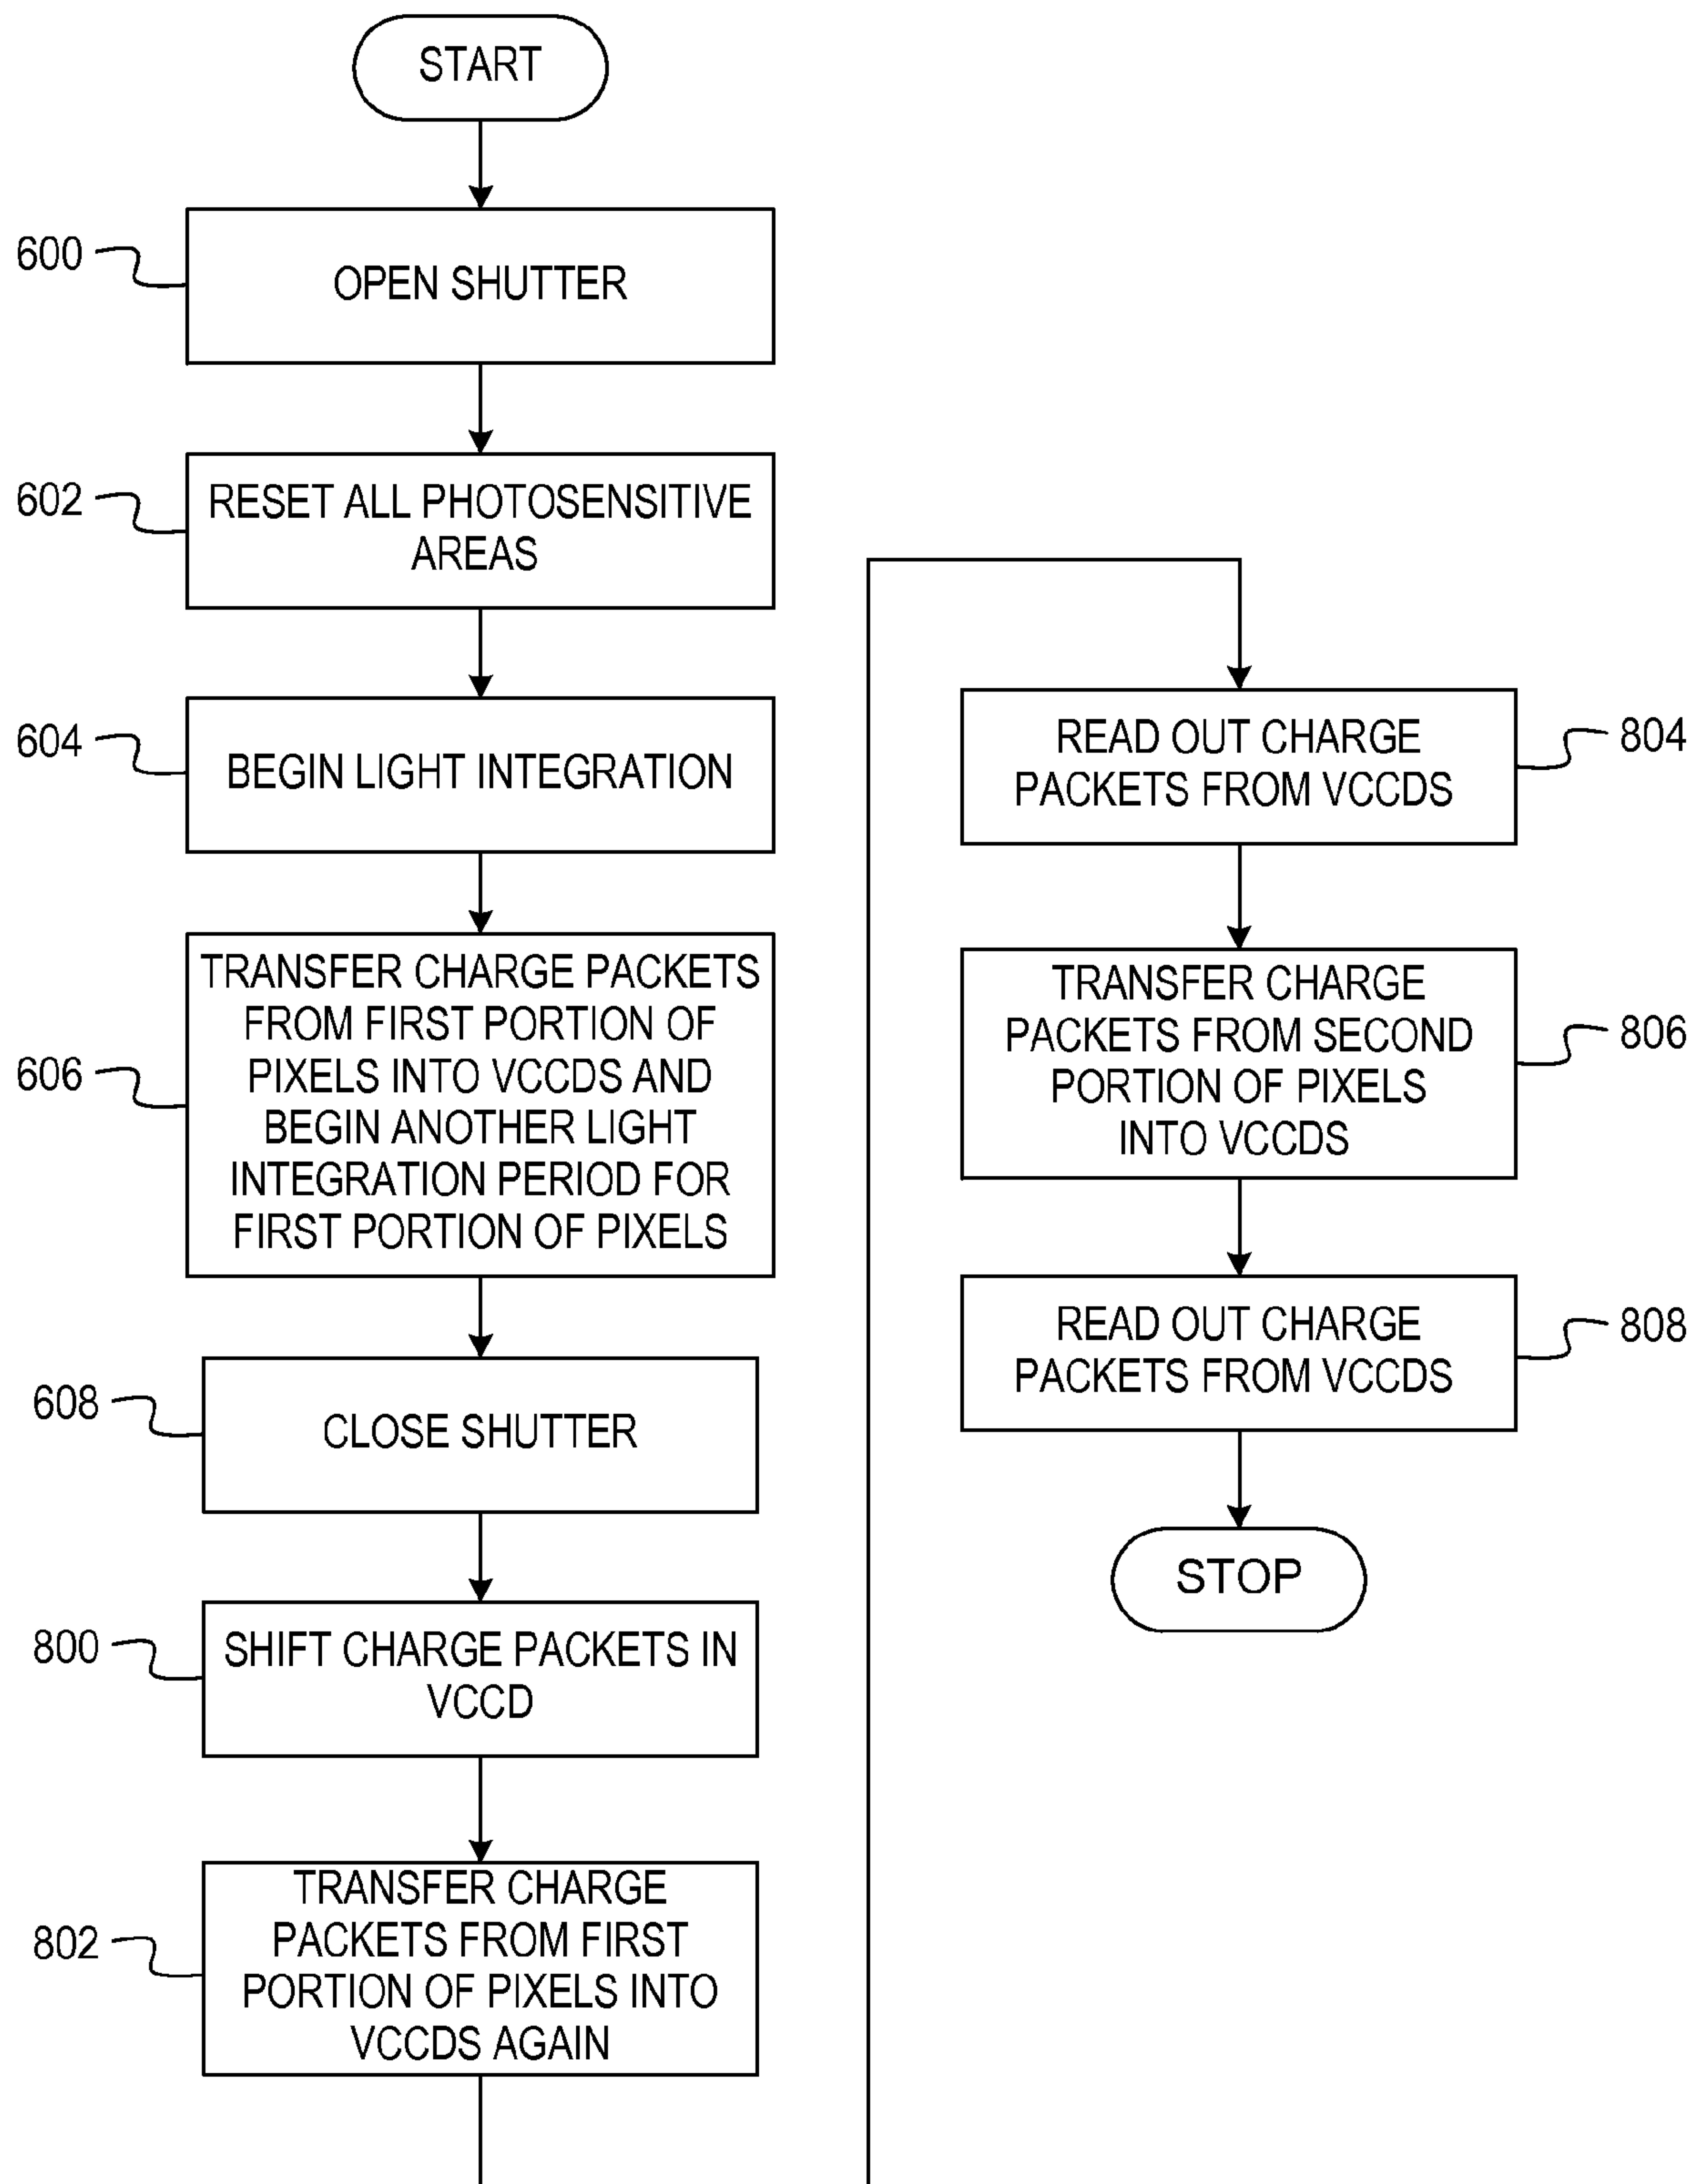 START
600
OPEN SHUTTER
602
RESET ALL PHOTOSENSITIVE
AREAS
604
BEGIN LIGHT INTEGRATION
606
TRANSFER CHARGE PACKETS
FROM FIRST PORTION OF
PIXELS INTO VCCDS AND
BEGIN ANOTHER LIGHT
INTEGRATION PERIOD FOR
FIRST PORTION OF PIXELS
608
CLOSE SHUTTER
800
SHIFT CHARGE PACKETS IN
VCCD
802
TRANSFER CHARGE
PACKETS FROM FIRST
PORTION OF PIXELS INTO
VCCDS AGAIN
READ OUT CHARGE
PACKETS FROM VCCDS
804
TRANSFER CHARGE
PACKETS FROM SECOND
PORTION OF PIXELS
INTO VCCDS
806
READ OUT CHARGE
PACKETS FROM VCCDS
808
STOP